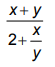 x + y
2 + x
y